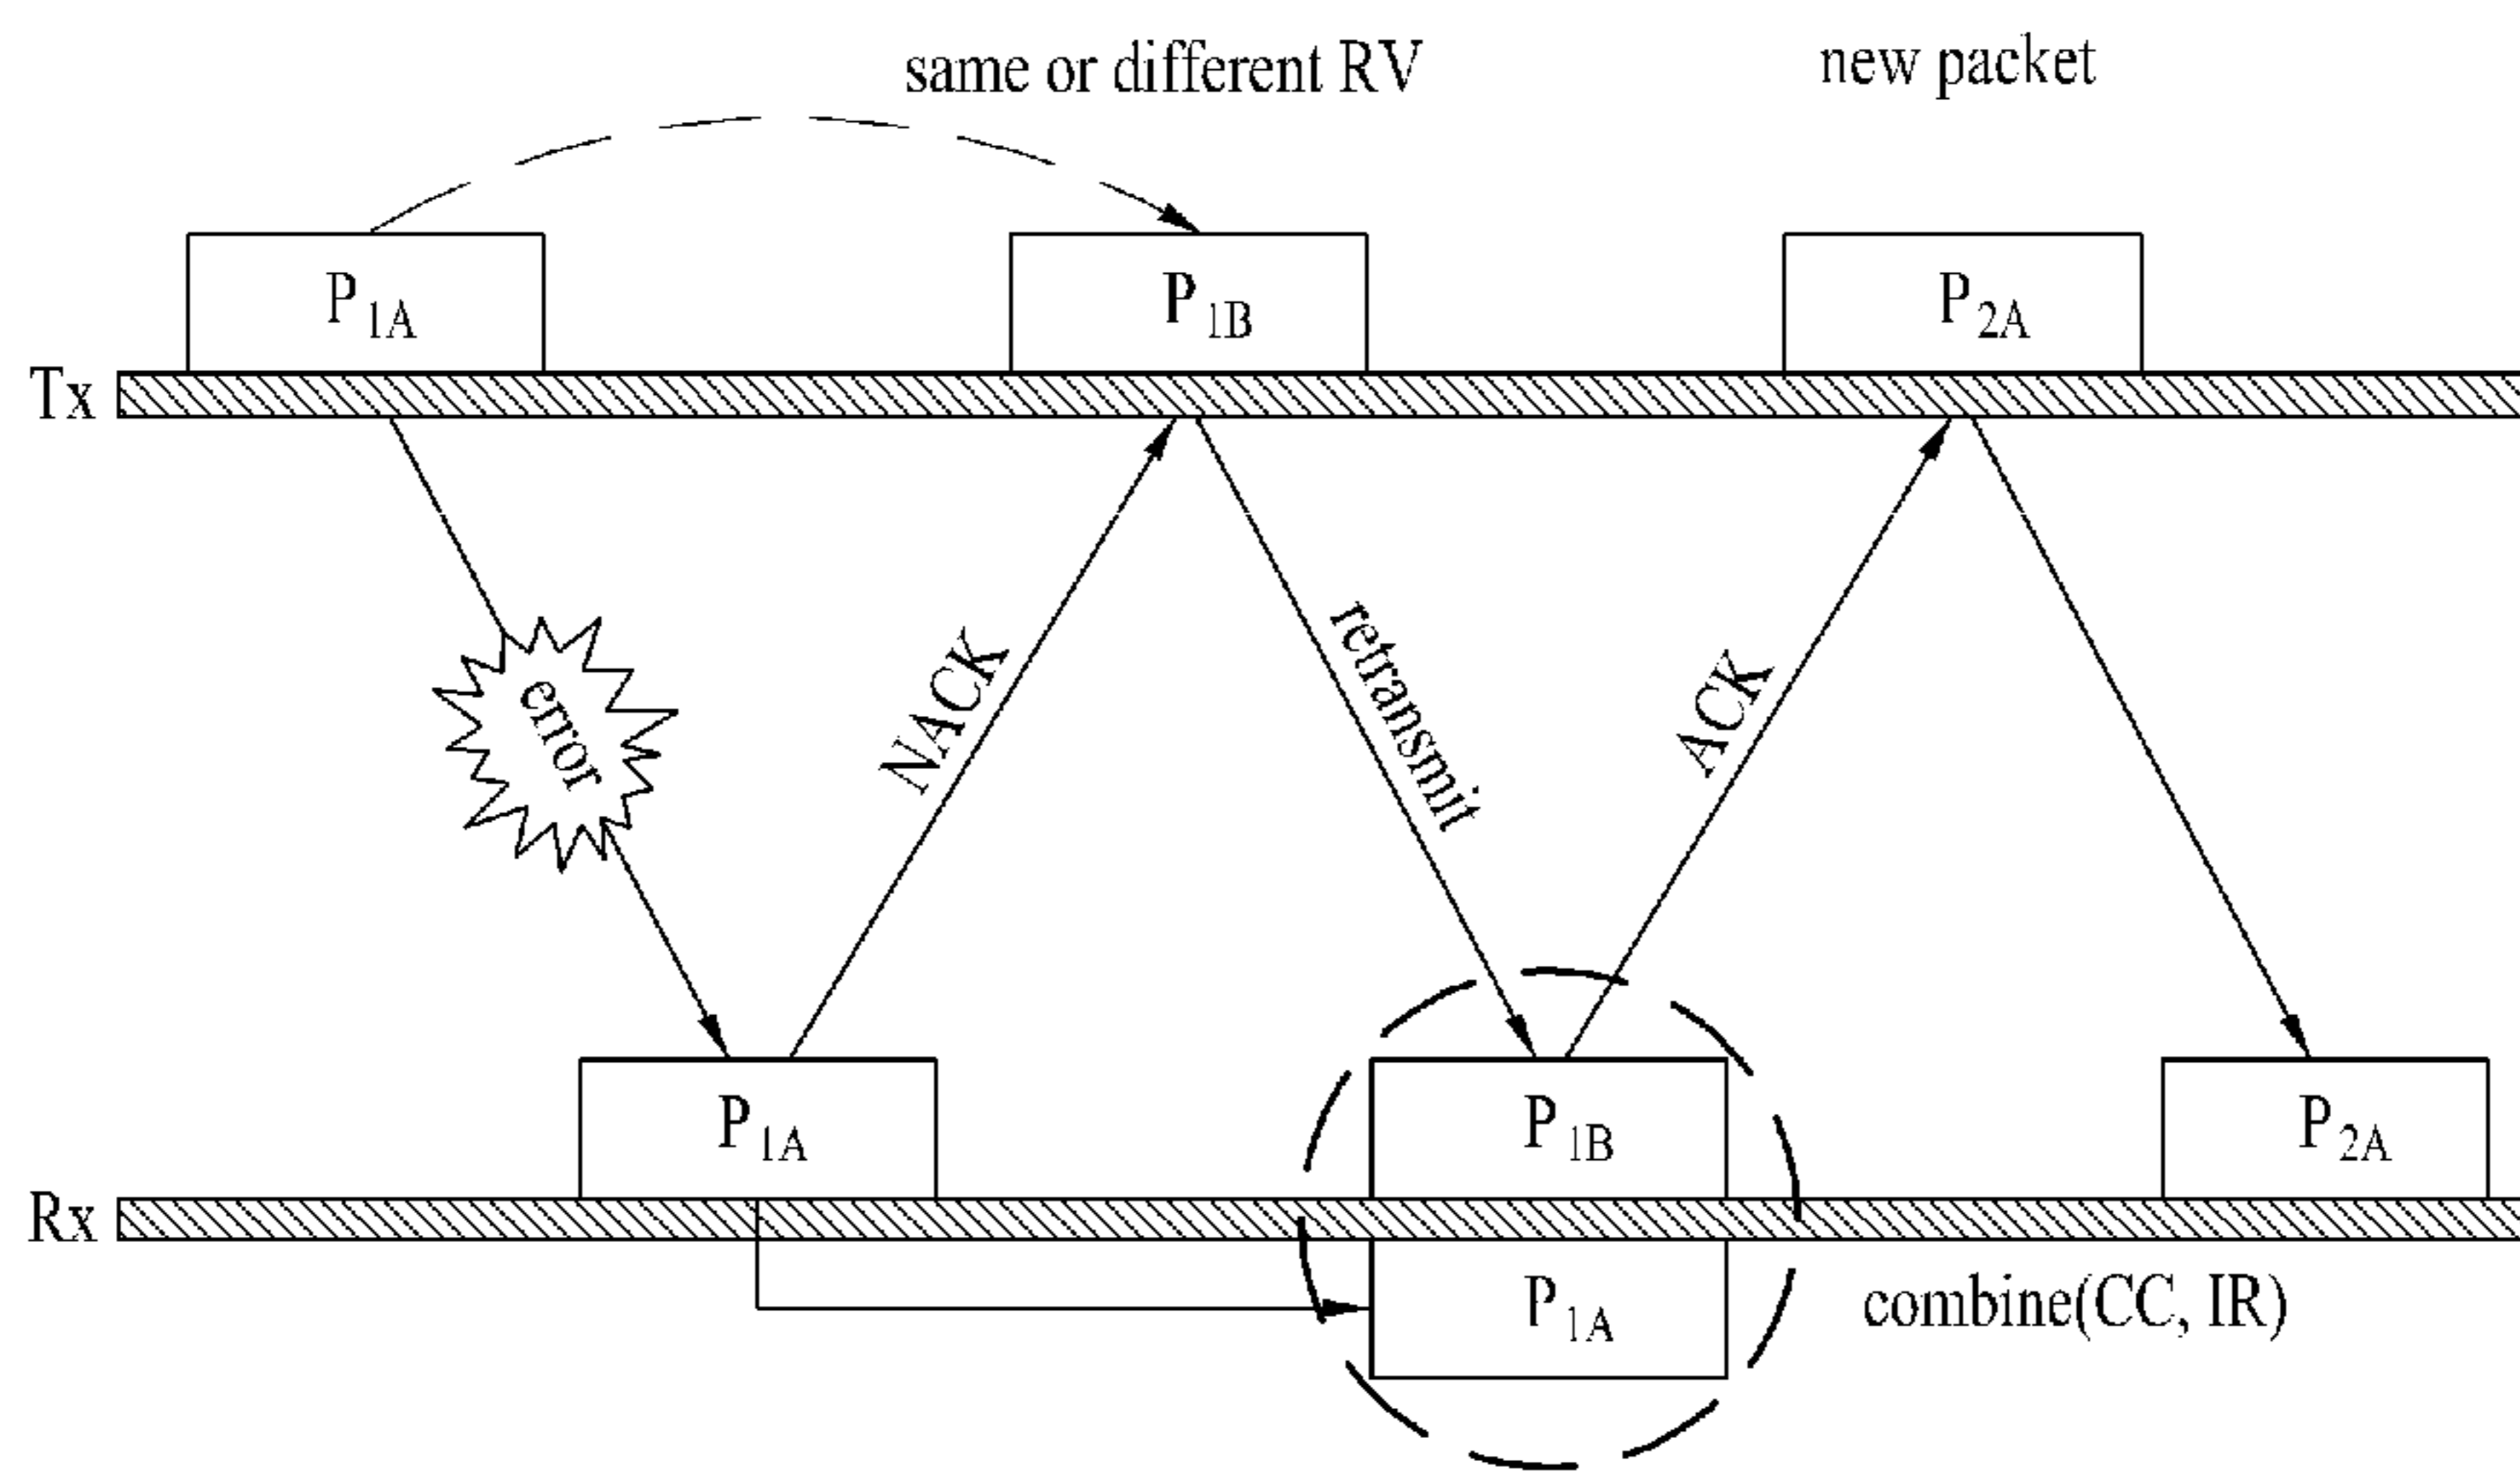 same or different RV
new packet
P1A
P1B
P2A
Tx
error
NACK
retransmit
ACK
P1A
P1B
P2A
Rx
P1A
combine(CC, IR)